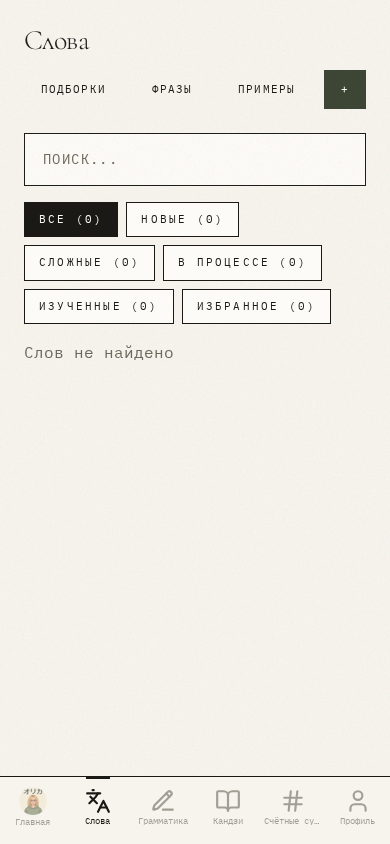 Слова
ПОДБОРКИ ФРАЗЫ ПРИМЕРЫ +
ПОИСК...
ВСЕ (0) НОВЫЕ (0)
СЛОЖНЫЕ (0) В ПРОЦЕССЕ (0)
ИЗУЧЕННЫЕ (0) ИЗБРАННОЕ (0)
Слов не найдено
オリカ
Главная Слова Грамматика Кандзи Счётные су… Профиль